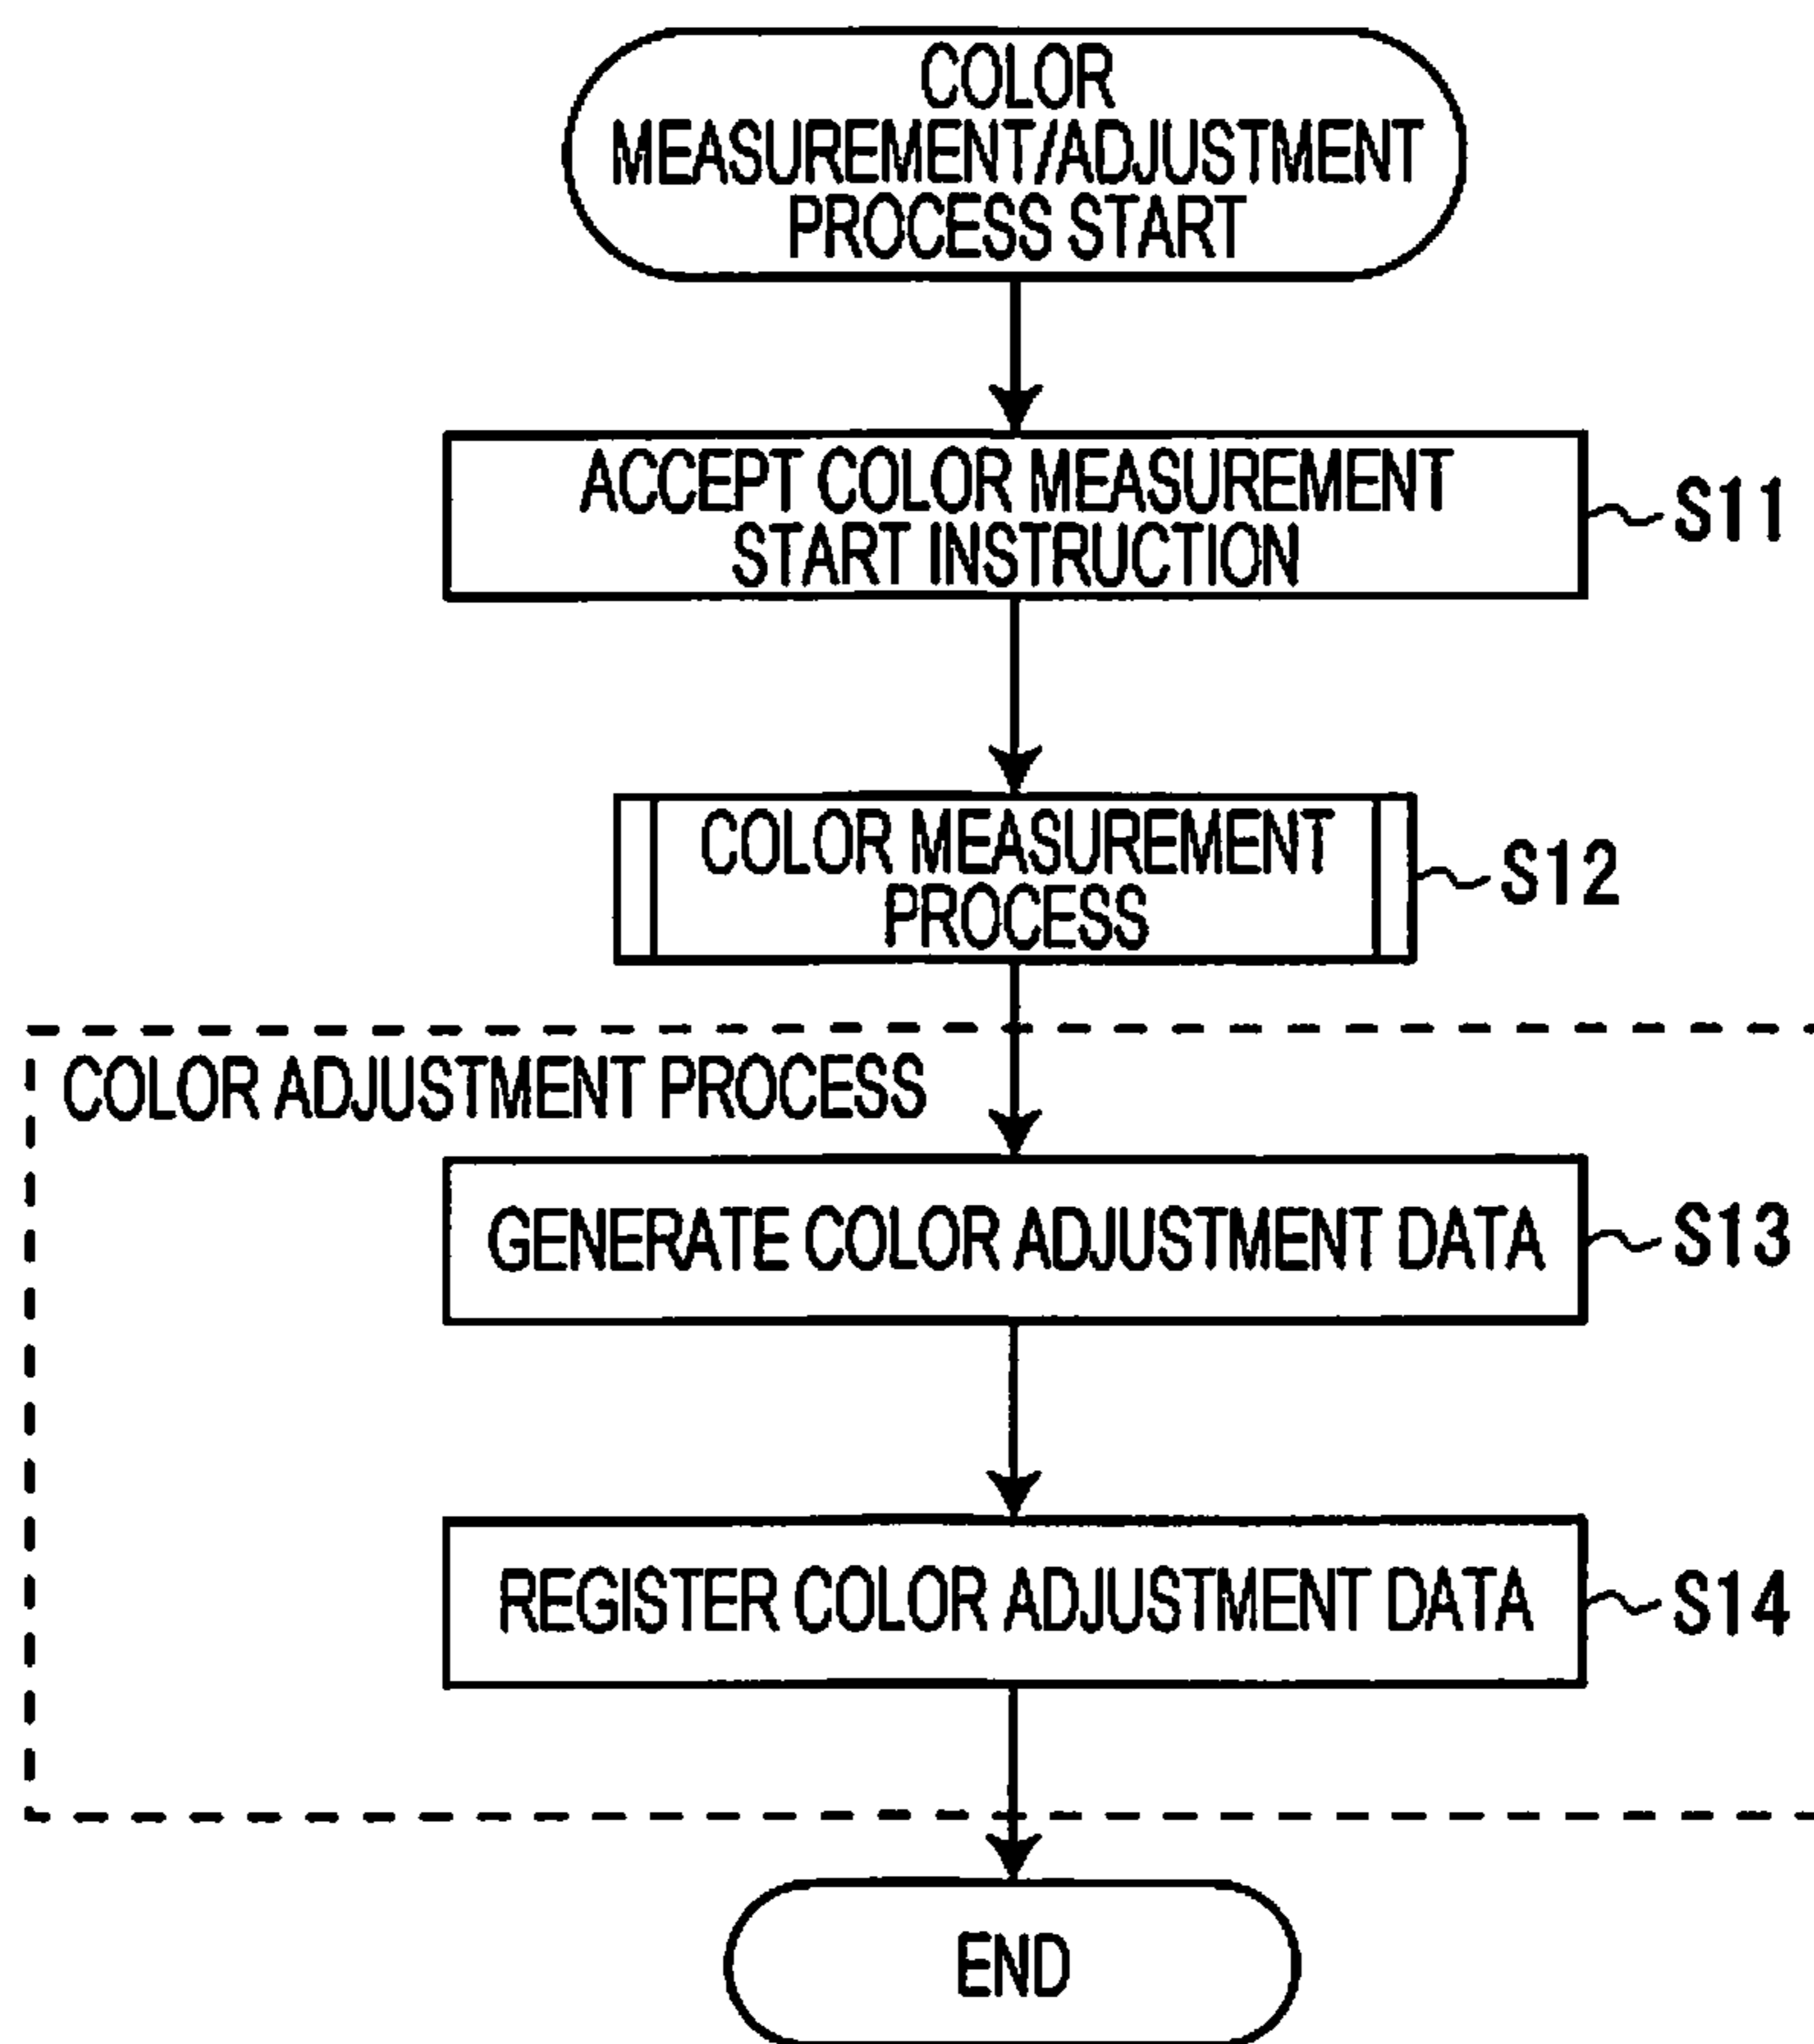 COLOR
MEASUREMENT/ADJUSTMENT
PROCESS START
ACCEPT COLOR MEASUREMENT
START INSTRUCTION
S11
COLOR MEASUREMENT
PROCESS
S12
COLOR ADJUSTMENT PROCESS
GENERATE COLOR ADJUSTMENT DATA
S13
REGISTER COLOR ADJUSTMENT DATA
S14
END